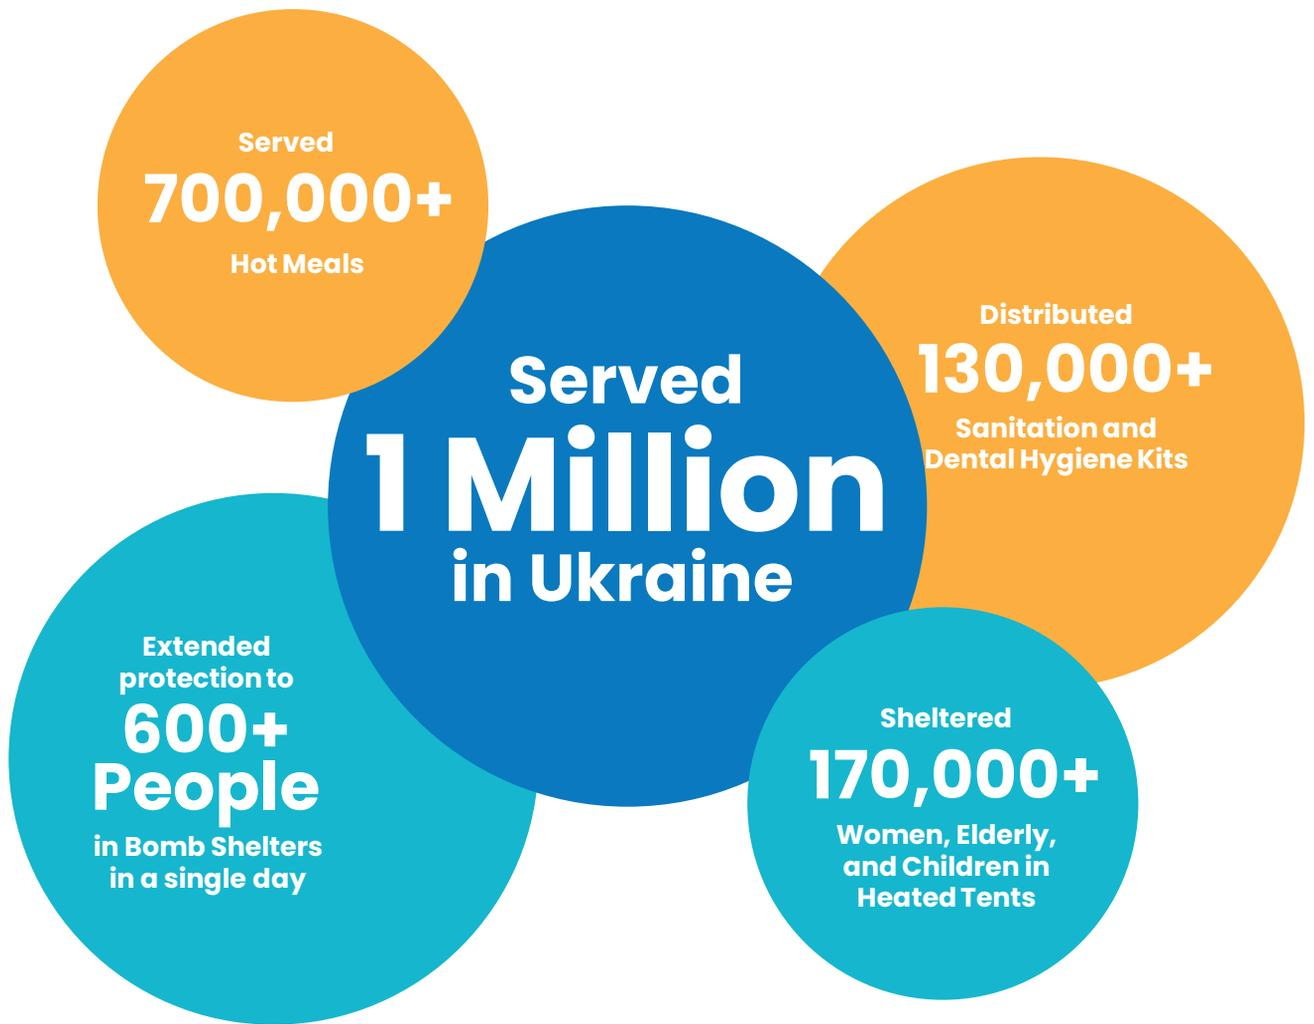 Served
700,000+
Hot Meals
Served
1 Million
in Ukraine
Distributed
130,000+
Sanitation and
Dental Hygiene Kits
Extended
protection to
600+
People
in Bomb Shelters
in a single day
Sheltered
170,000+
Women, Elderly,
and Children in
Heated Tents